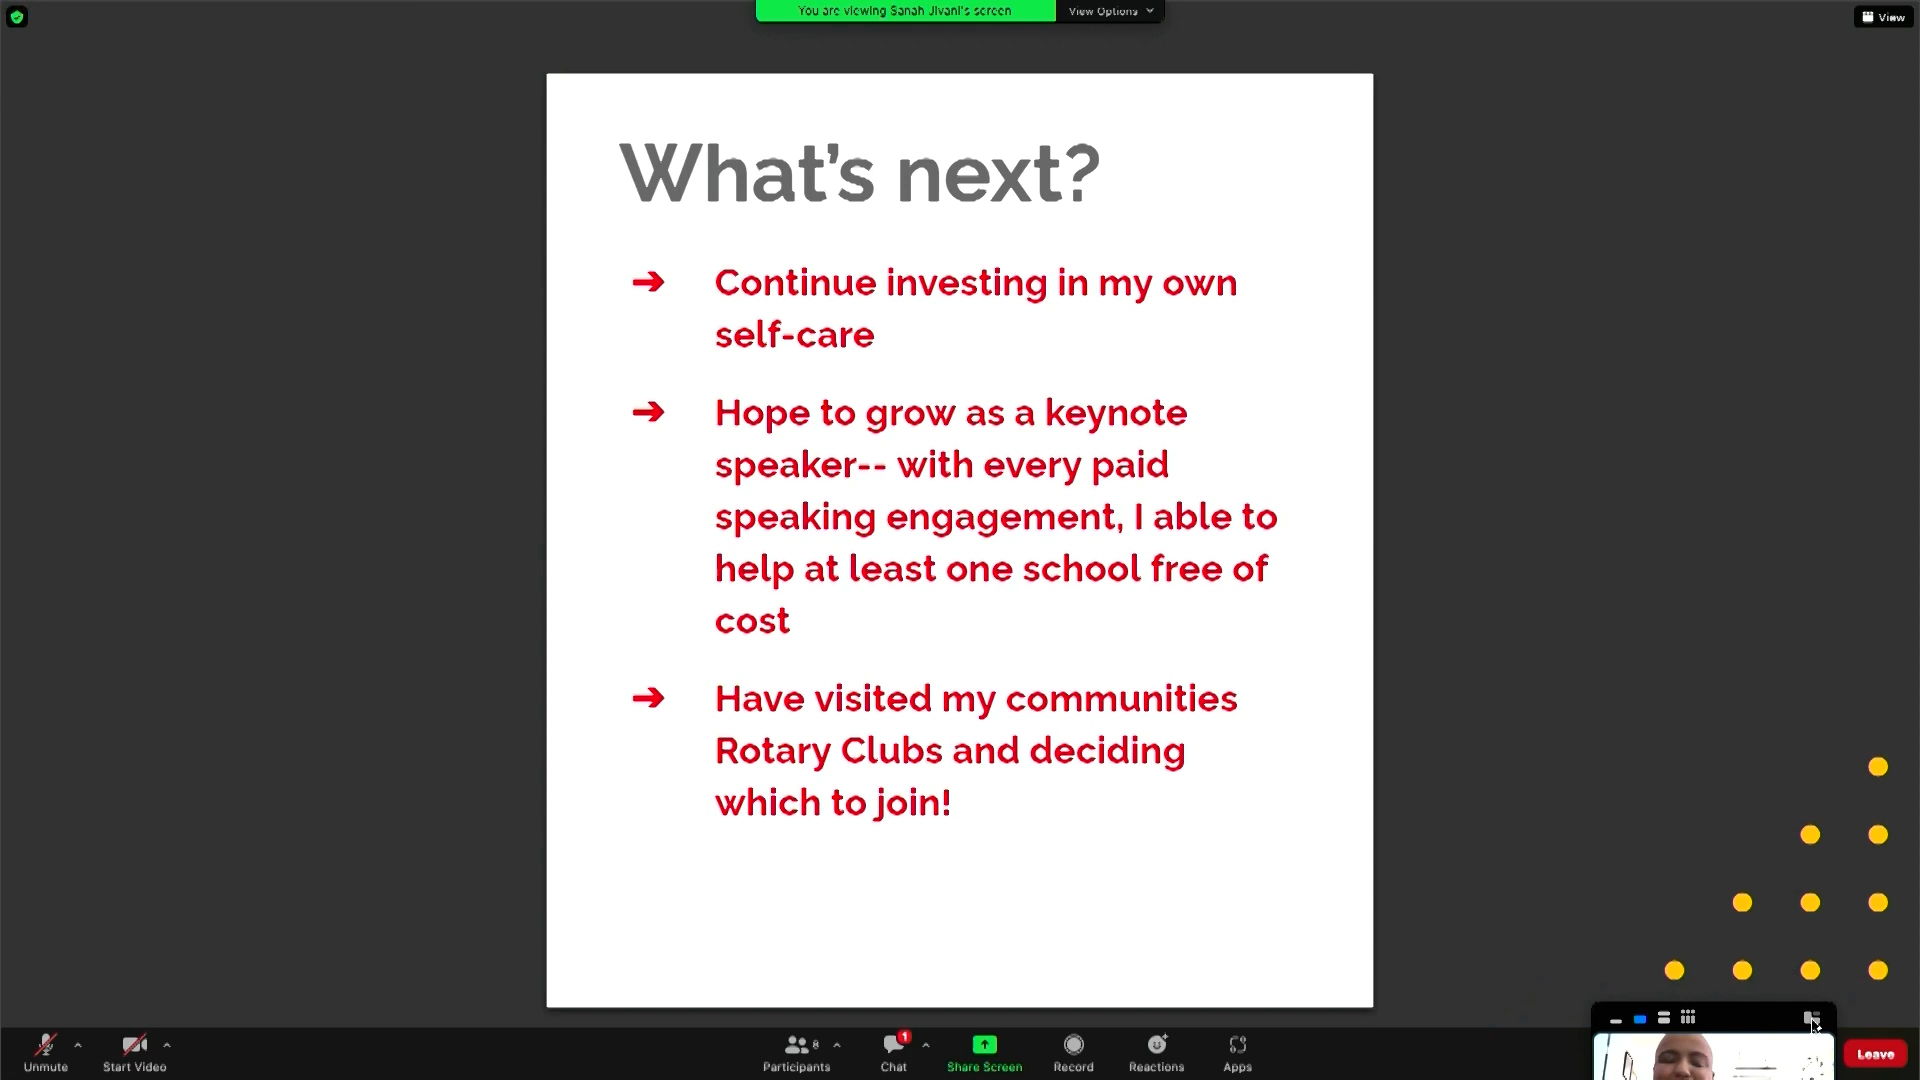 You are viewing Sanah Jivani's screen
View Options
View
What's next?
➔ Continue investing in my own
self-care
➔ Hope to grow as a keynote
speaker-- with every paid
speaking engagement, I able to
help at least one school free of
cost
➔ Have visited my communities
Rotary Clubs and deciding
which to join!
Unmute
Start Video
8
Participants
1
Chat
Share Screen
Record
Reactions
Apps
Leave